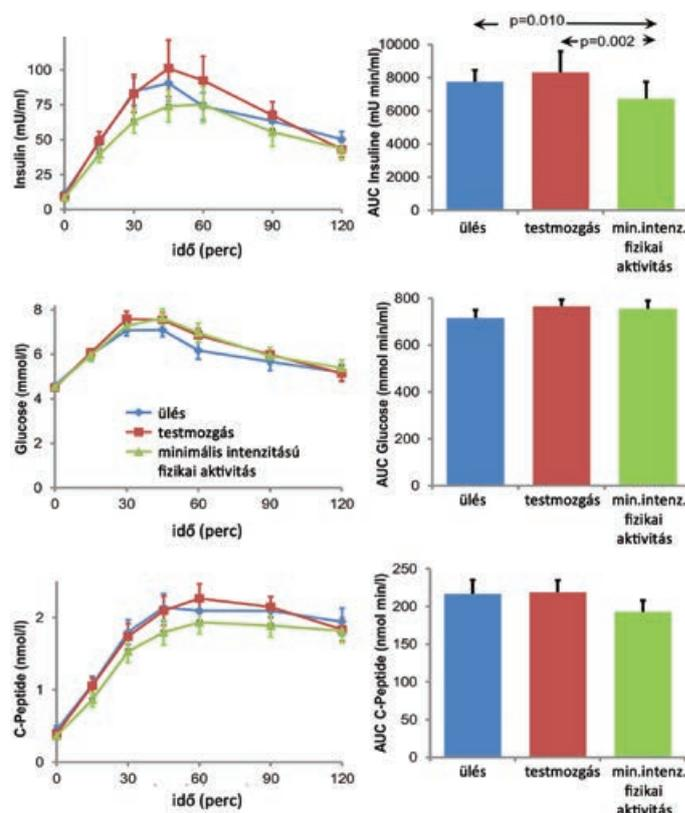 Insulin (mU/ml)
100
75
50
25
0
0 30 60 90 120
idő (perc)
p=0.010
p=0.002
AUC Insuline (mU min/ml)
10000
8000
6000
4000
2000
0
ülés
testmozgás
min.intenz.
fizikai
aktivitás
Glucose (mmol/l)
8
6
4
2
0
ülés
testmozgás
minimális intenzitású
fizikai aktivitás
0 30 60 90 120
idő (perc)
AUC Glucose (mmol min/ml)
800
600
400
200
0
ülés
testmozgás
min.intenz.
fizikai
aktivitás
C-Peptide (nmol/l)
2
1
0
0 30 60 90 120
idő (perc)
AUC C-Peptide (nmol min/l)
250
200
150
100
50
0
ülés
testmozgás
min.intenz.
fizikai
aktivitás